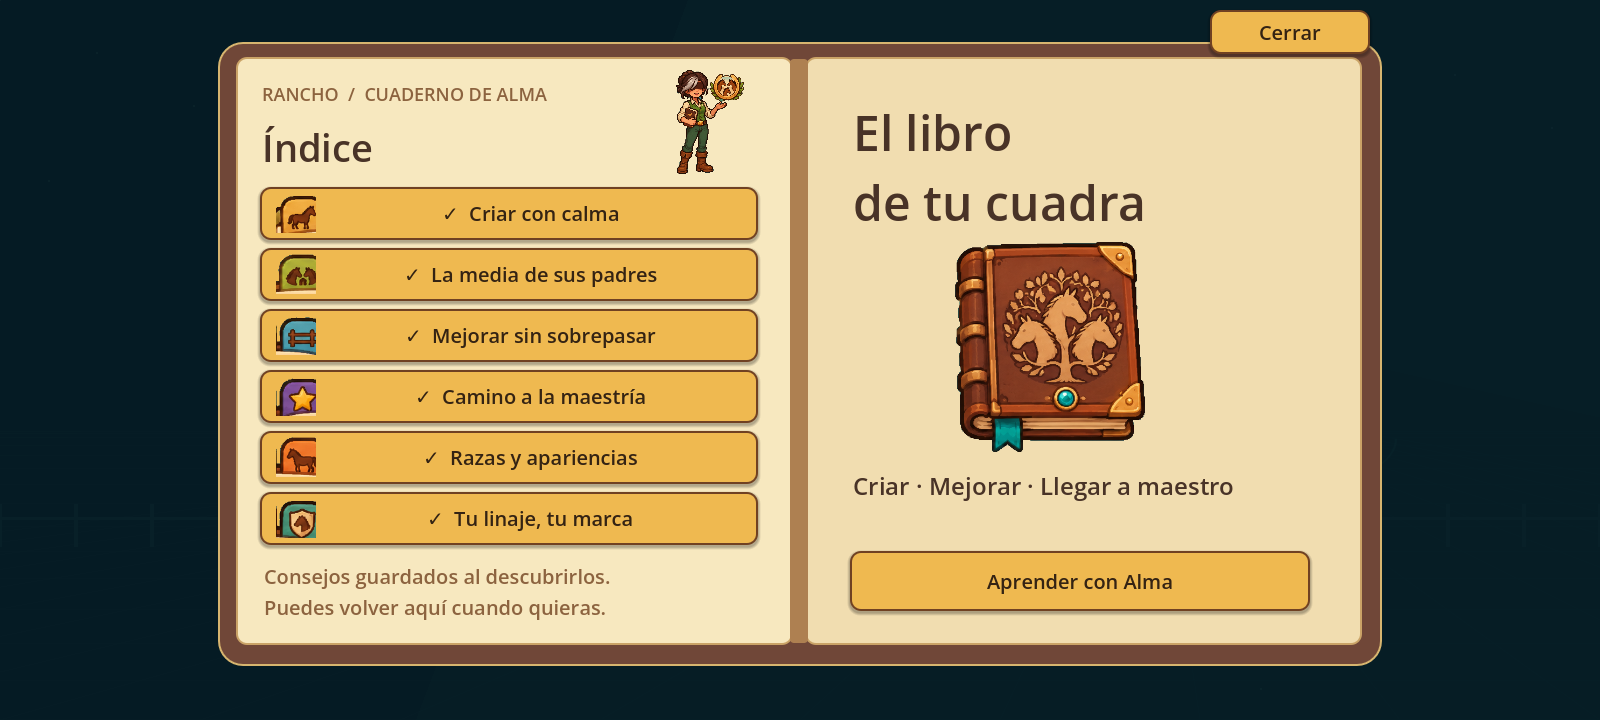 Cerrar
RANCHO / CUADERNO DE ALMA
Índice
✓ Criar con calma
✓ La media de sus padres
✓ Mejorar sin sobrepasar
✓ Camino a la maestría
✓ Razas y apariencias
✓ Tu linaje, tu marca
Consejos guardados al descubrirlos.
Puedes volver aquí cuando quieras.
El libro
de tu cuadra
Criar · Mejorar · Llegar a maestro
Aprender con Alma